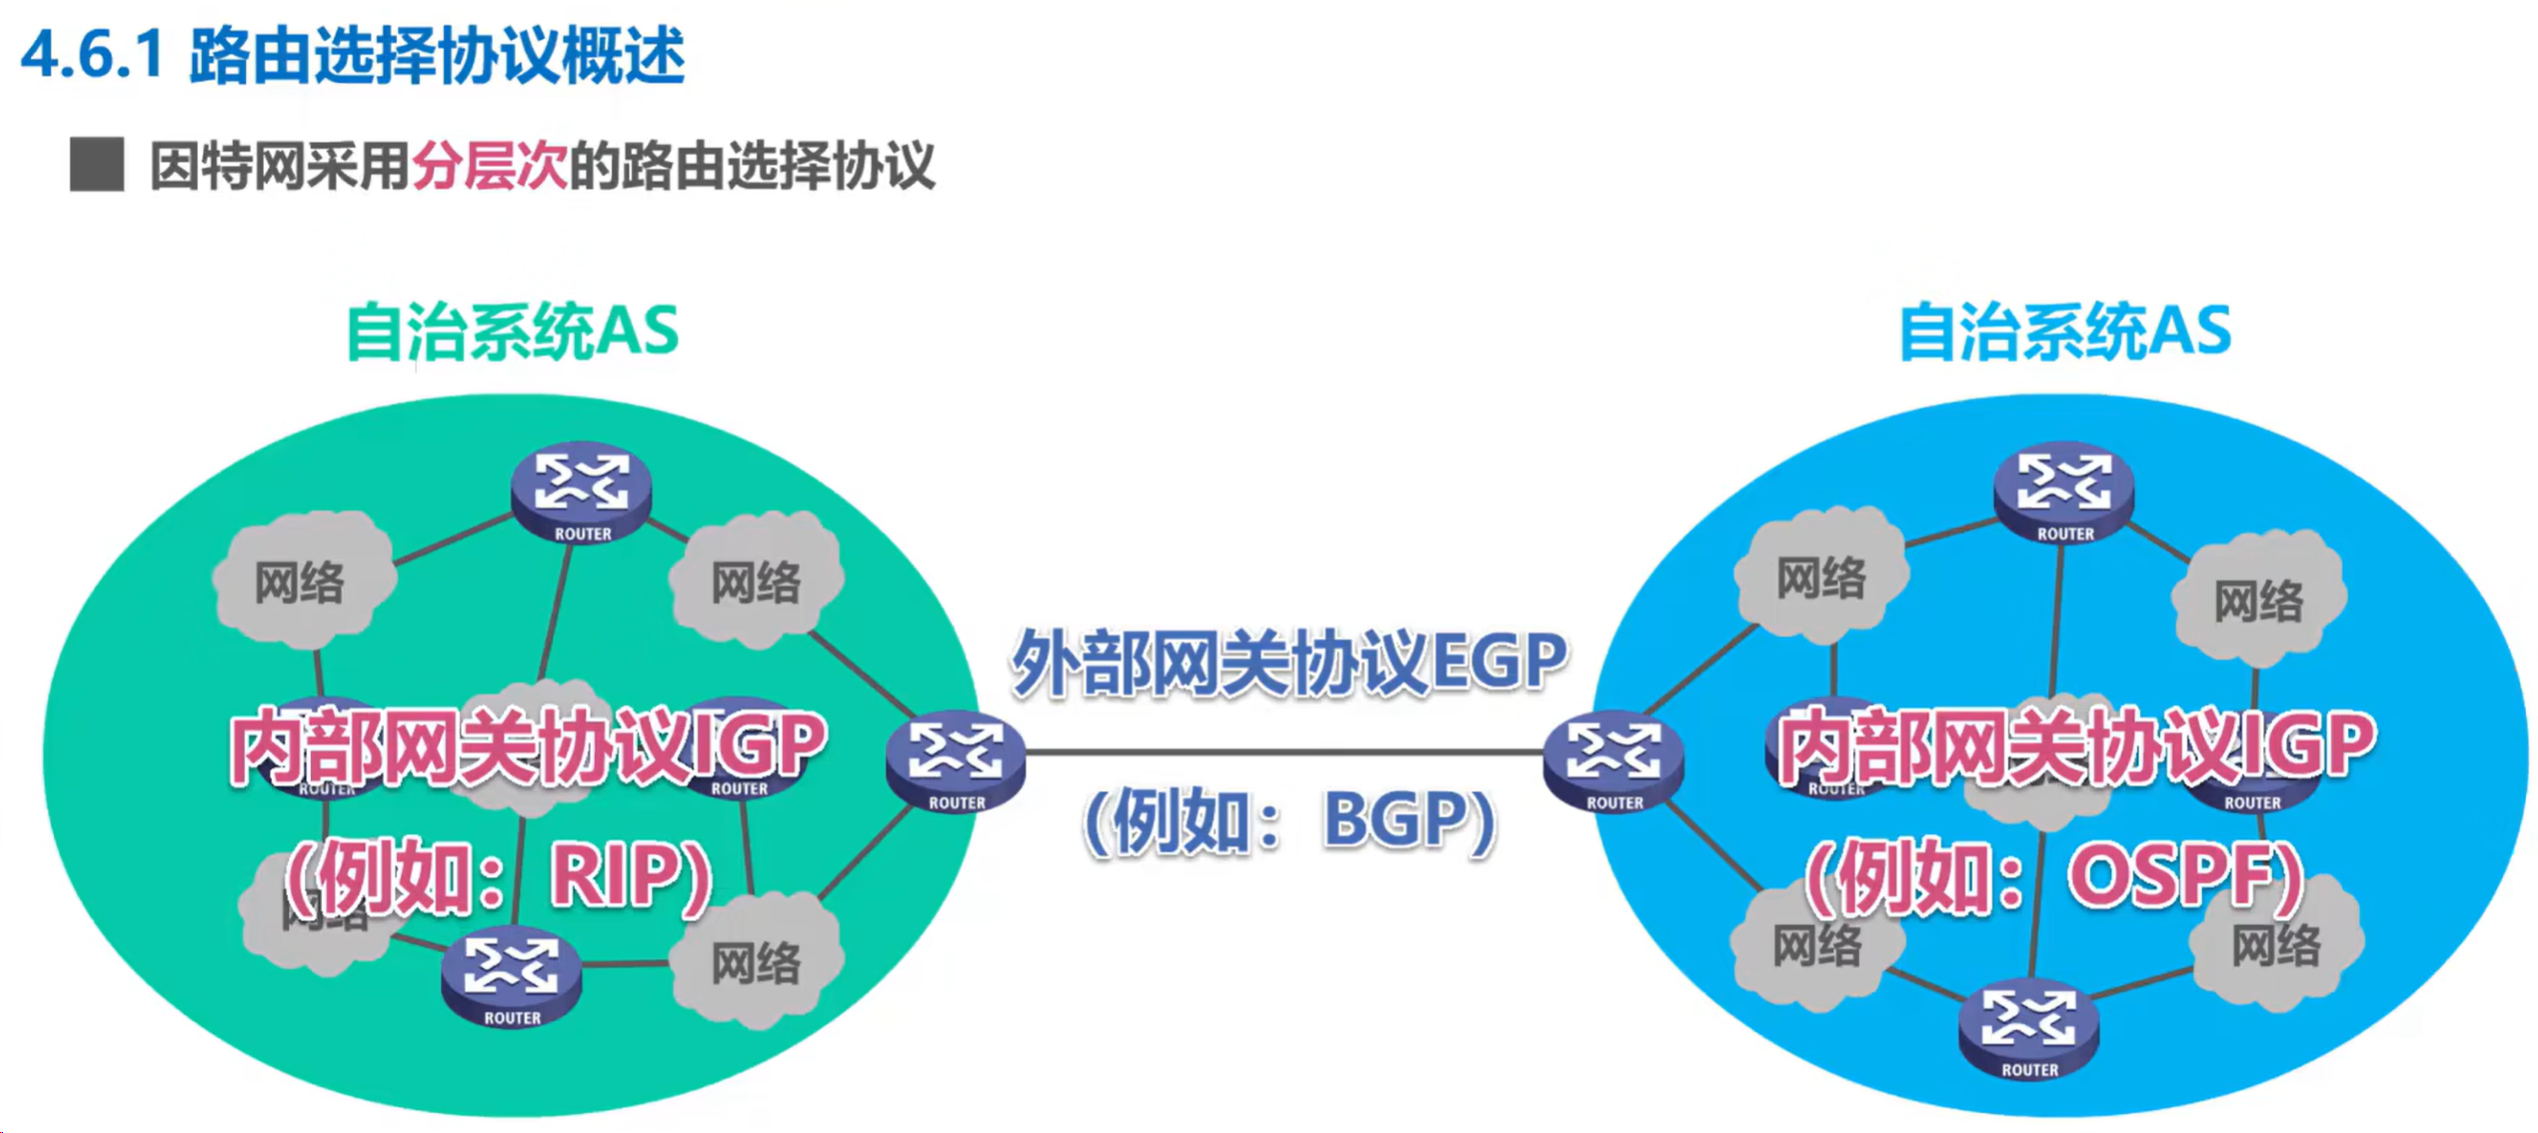 4.6.1 路由选择协议概述
因特网采用分层次的路由选择协议
自治系统AS
自治系统AS
ROUTER
网络
网络
内部网关协议IGP
ROUTER
ROUTER
ROUTER
(例如：RIP)
网络
网络
ROUTER
外部网关协议EGP
(例如：BGP)
ROUTER
网络
网络
ROUTER
内部网关协议IGP
ROUTER
ROUTER
(例如：OSPF)
网络
网络
ROUTER